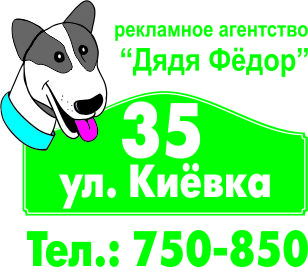 рекламное агентство
“Дядя Фёдор”
35
ул. Киёвка
Тел.: 750-850